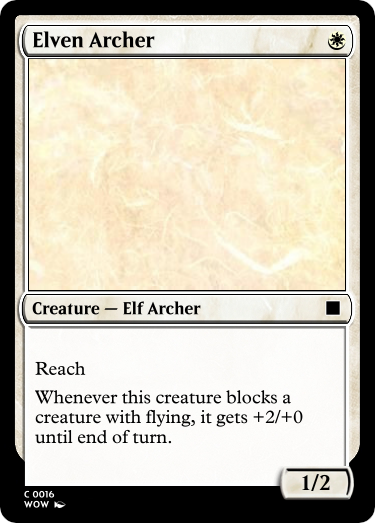 Elven Archer
Creature — Elf Archer
Reach
Whenever this creature blocks a
creature with flying, it gets +2/+0
until end of turn.
1/2
C 0016
WOW